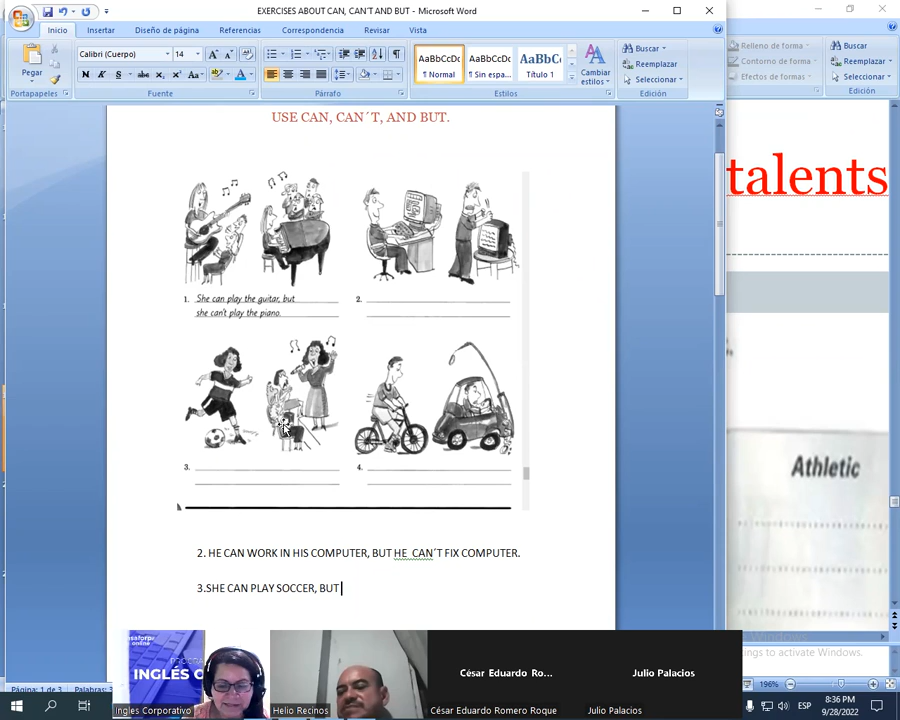 EXERCISES ABOUT CAN, CAN'T AND BUT - Microsoft Word
Inicio Insertar Diseño de página Referencias Correspondencia Revisar Vista
Pegar
Calibri (Cuerpo) 14
AaBbCcDc AaBbCcDc AaBbC
¶ Normal ¶ Sin espa... Título 1
Cambiar estilos
Buscar
Reemplazar
Seleccionar
Portapapeles Fuente Párrafo Estilos Edición
Relleno de forma
Contorno de forma
Efectos de formas
Buscar
Reemplazar
Seleccionar
Edición
USE CAN, CAN´T, AND BUT.
1. She can play the guitar, but
she can't play the piano.
2.
3.
4.
2. HE CAN WORK IN HIS COMPUTER, BUT HE CAN´T FIX COMPUTER.
3.SHE CAN PLAY SOCCER, BUT
talents
Athletic
INGLÉS C
Ingles Corporativo
Helio Recinos
César Eduardo Ro...
César Eduardo Romero Roque
Julio Palacios
Julio Palacios
Windows
ings to activate Windows.
Página: 1 de 3 Palabras:
196%
ESP
8:36 PM
9/28/2022